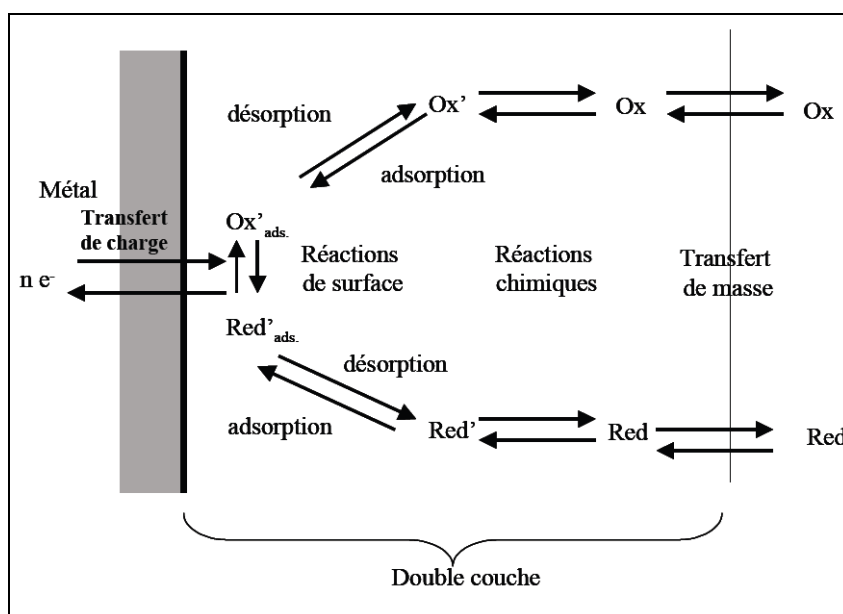 Ox’
Ox
Ox
désorption
adsorption
Métal
Transfert
de charge
Ox’ads.
Réactions
de surface
Réactions
chimiques
Transfert
de masse
n e-
Red’ads.
désorption
adsorption
Red’
Red
Red
Double couche